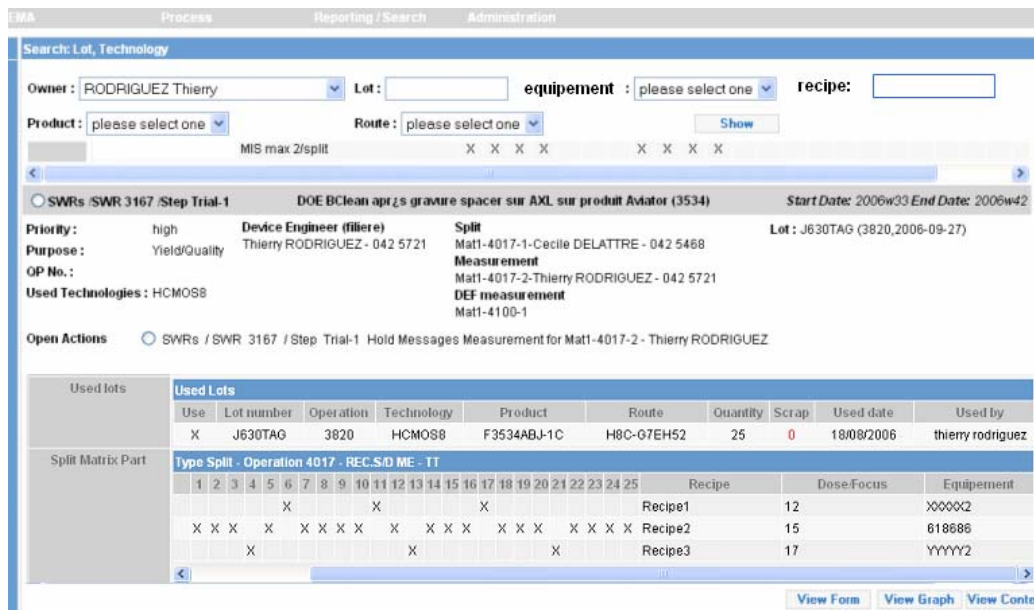 EMA Process Reporting / Search Administration
Search: Lot, Technology
Owner : RODRIGUEZ Thierry Lot : equipement : please select one recipe:
Product : please select one Route : please select one Show
MIS max 2/split X X X X X X X X
SWRs /SWR 3167 /Step Trial-1 DOE BClean apr¿s gravure spacer sur AXL sur produit Aviator (3534) Start Date: 2006w33 End Date: 2006w42
Priority : high Device Engineer (filiere) Split Lot : J630TAG (3820,2006-09-27)
Thierry RODRIGUEZ - 042 5721 Mat1-4017-1-Cecile DELATTRE - 042 5468
Purpose : Yield/Quality Measurement
OP No. : Mat1-4017-2-Thierry RODRIGUEZ - 042 5721
Used Technologies : HCMOS8 DEF measurement
Mat1-4100-1
Open Actions SWRs / SWR 3167 / Step Trial-1 Hold Messages Measurement for Mat1-4017-2 - Thierry RODRIGUEZ
Used lots Used Lots
Use Lot number Operation Technology Product Route Quantity Scrap Used date Used by
X J630TAG 3820 HCMOS8 F3534ABJ-1C H8C-G7EH52 25 0 18/08/2006 thierry rodriguez
Split Matrix Part Type Split - Operation 4017 - REC.S/D ME - TT
1 2 3 4 5 6 7 8 9 10 11 12 13 14 15 16 17 18 19 20 21 22 23 24 25 Recipe Dose/Focus Equipement
X X X Recipe1 12 XXXXX2
X X X X X X X X X X X X X X X X X X X Recipe2 15 618686
X X X Recipe3 17 YYYYY2
View Form View Graph View Conte